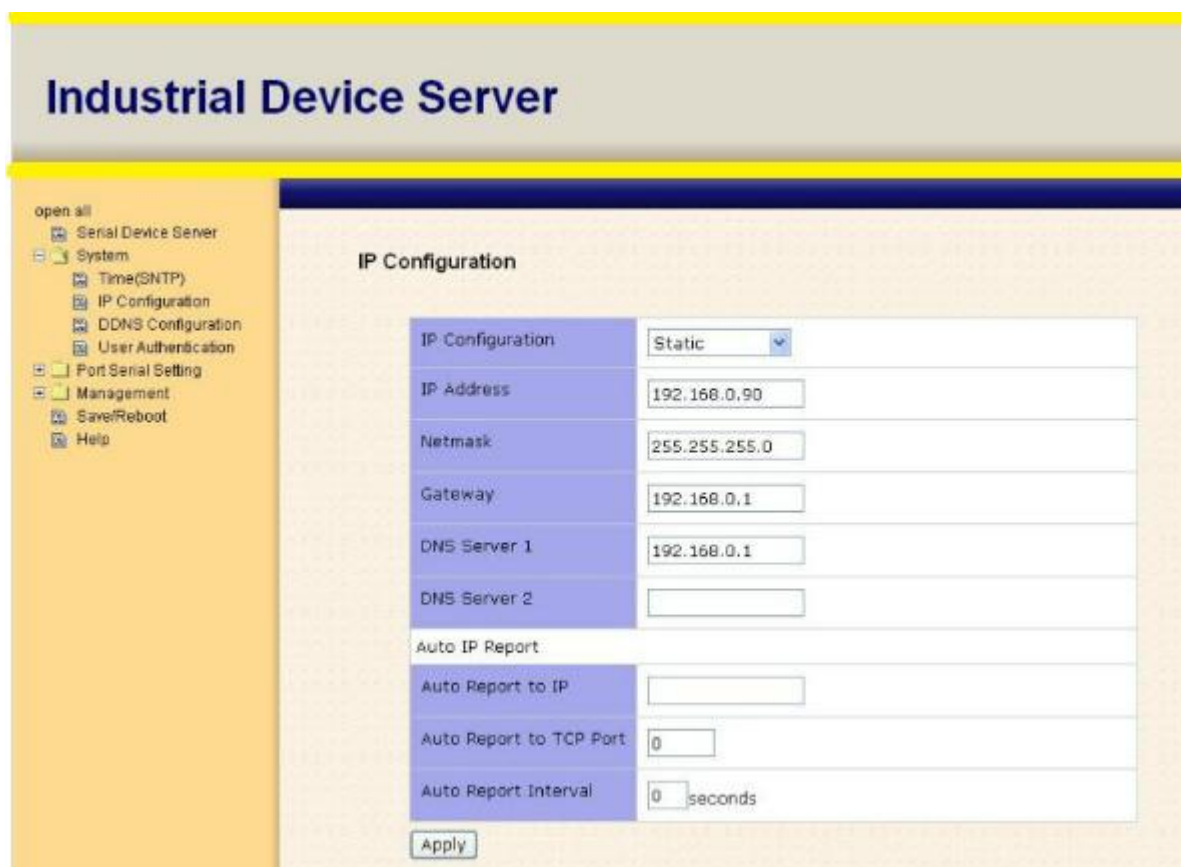 Industrial Device Server
open all
Serial Device Server
System
Time(SNTP)
IP Configuration
DDNS Configuration
User Authentication
Port Serial Setting
Management
Save/Reboot
Help
IP Configuration
IP Configuration Static
IP Address 192.168.0.90
Netmask 255.255.255.0
Gateway 192.168.0.1
DNS Server 1 192.168.0.1
DNS Server 2
Auto IP Report
Auto Report to IP
Auto Report to TCP Port 0
Auto Report Interval 0 seconds
Apply